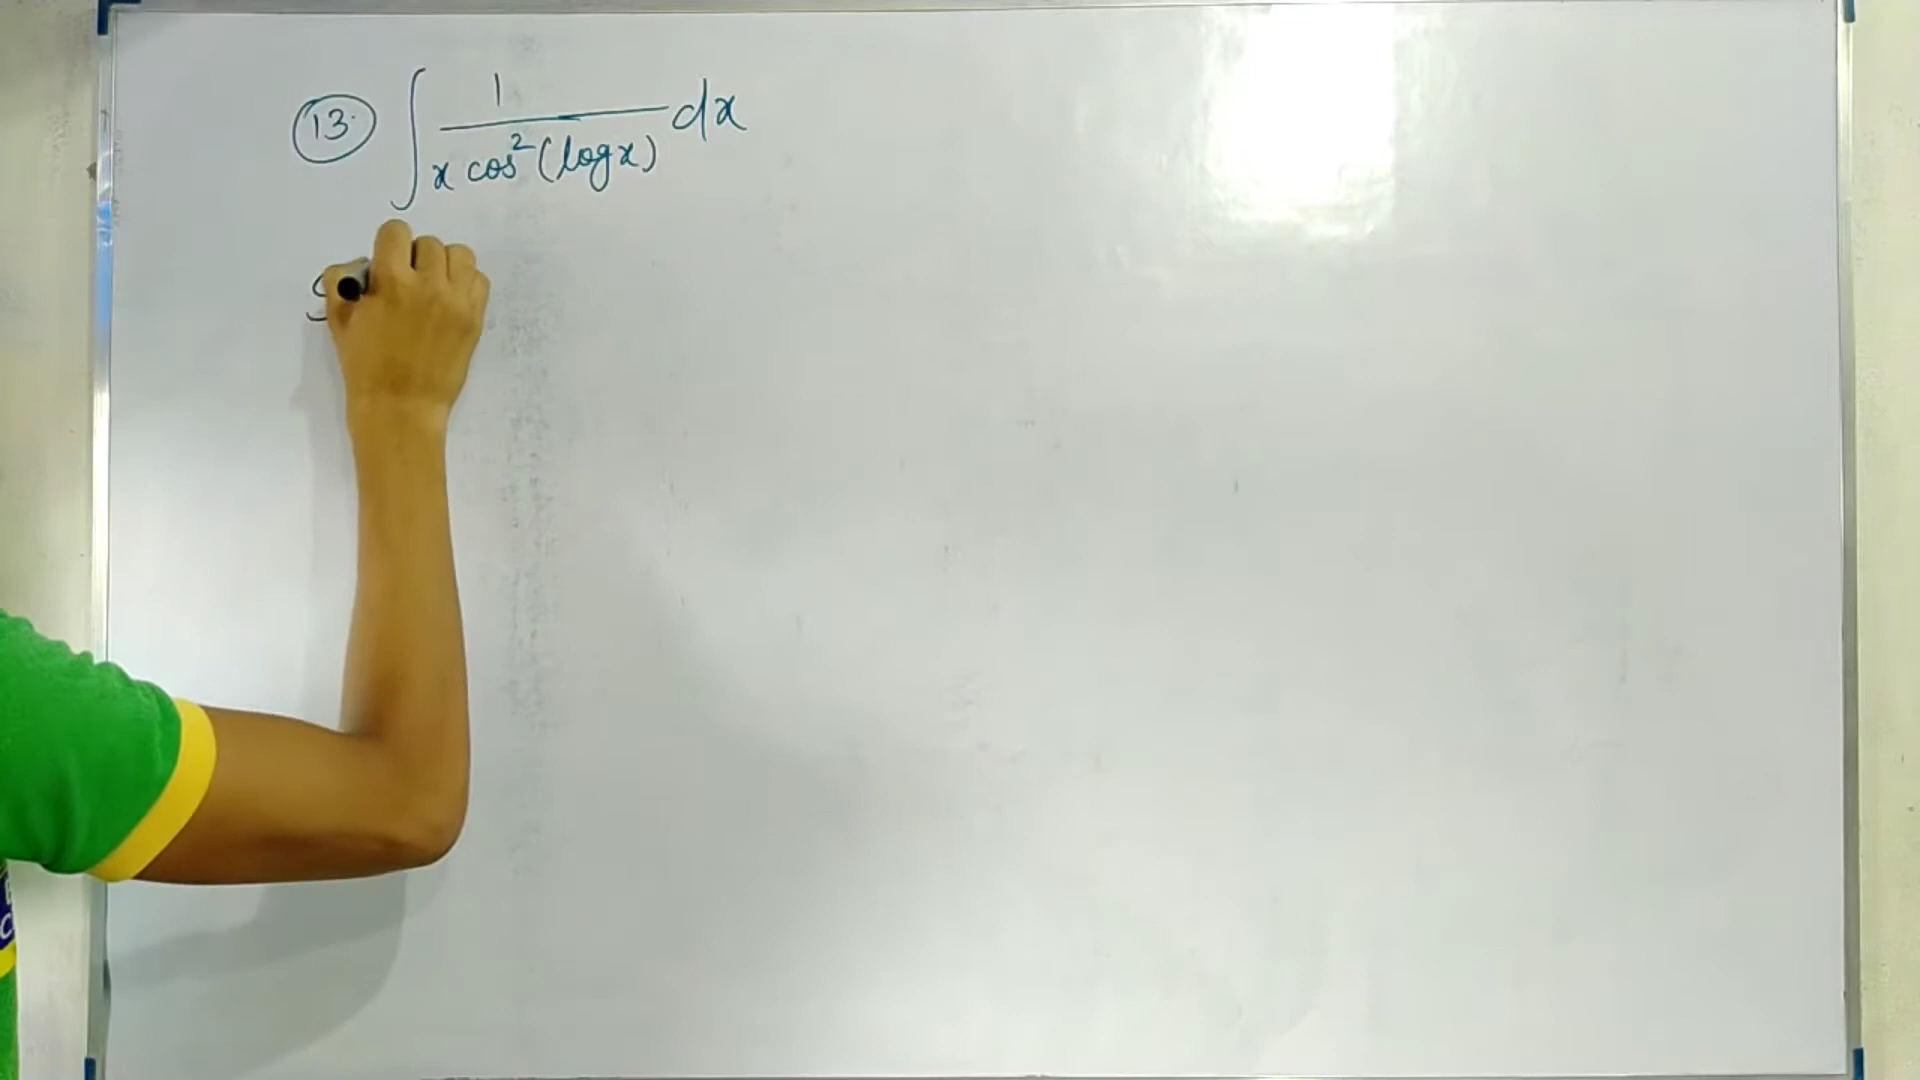 13. ∫ 1 / x cos²(log x) dx
S